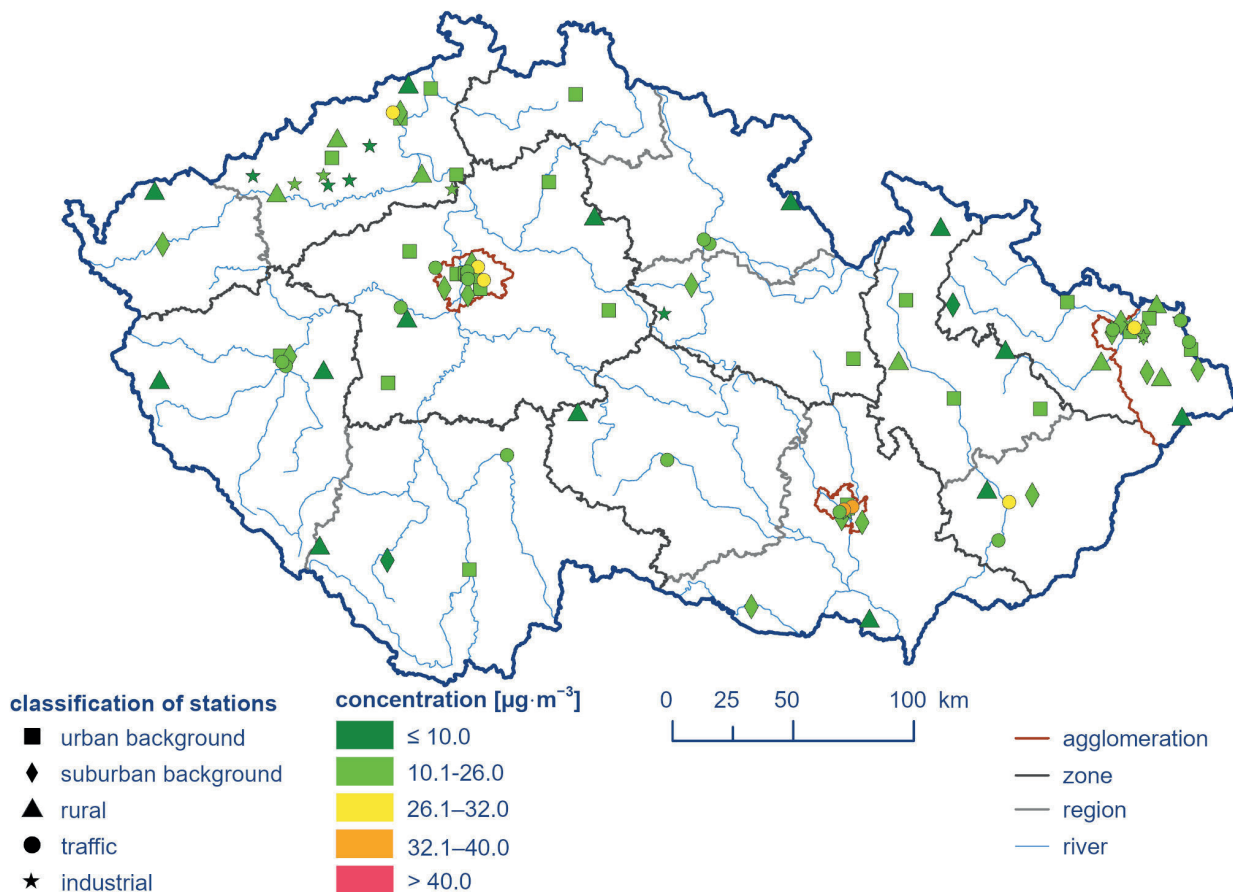 classification of stations
urban background
suburban background
rural
traffic
industrial
concentration [µg·m⁻³]
≤ 10.0
10.1-26.0
26.1–32.0
32.1–40.0
> 40.0
0 25 50 100 km
agglomeration
zone
region
river